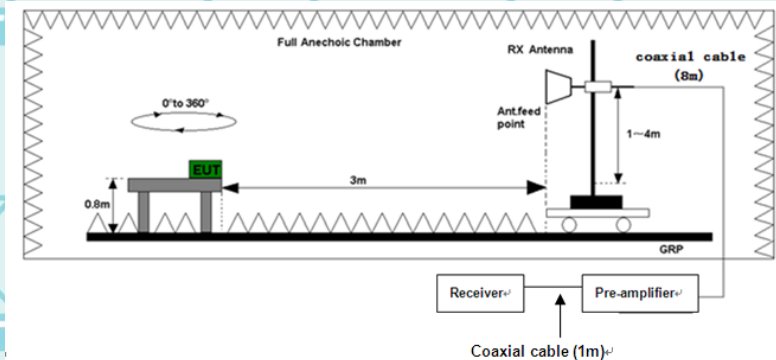 Full Anechoic Chamber
RX Antenna
coaxial cable
(8m)
0°to 360°
Ant.feed
point
1～4m
EUT
3m
0.8m
GRP
Receiver↵
Pre-amplifier↵
Coaxial cable (1m)↵